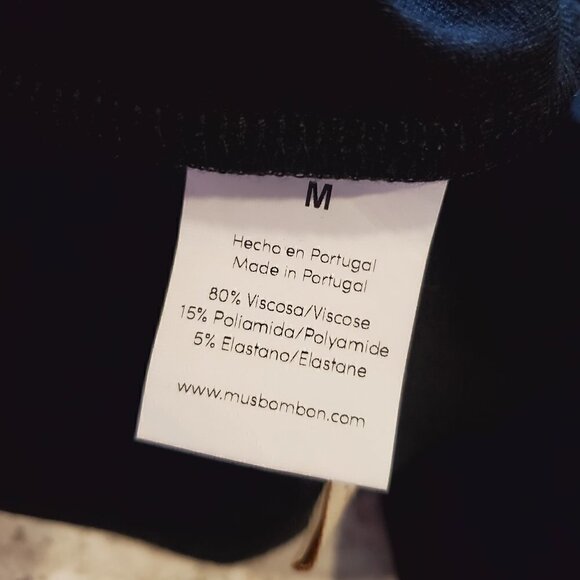 M
Hecho en Portugal
Made in Portugal
80% Viscosa/Viscose
15% Poliamida/Polyamide
5% Elastano/Elastane
www.musbombon.com